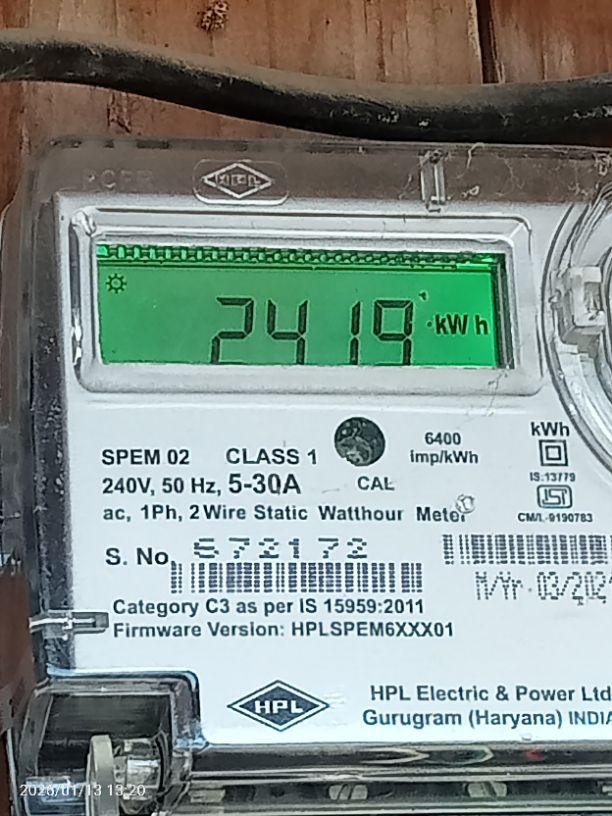 HPL
2419 kWh
SPEM 02 CLASS 1 6400 imp/kWh kWh
240V, 50 Hz, 5-30A CAL IS:13779
ac, 1Ph, 2 Wire Static Watthour Meter CM/L-9190783
S. No. 572172
M/Yr - 03/202
Category C3 as per IS 15959:2011
Firmware Version: HPLSPEM6XXX01
HPL HPL Electric & Power Ltd
Gurugram (Haryana) INDIA
2026/01/13 13:20